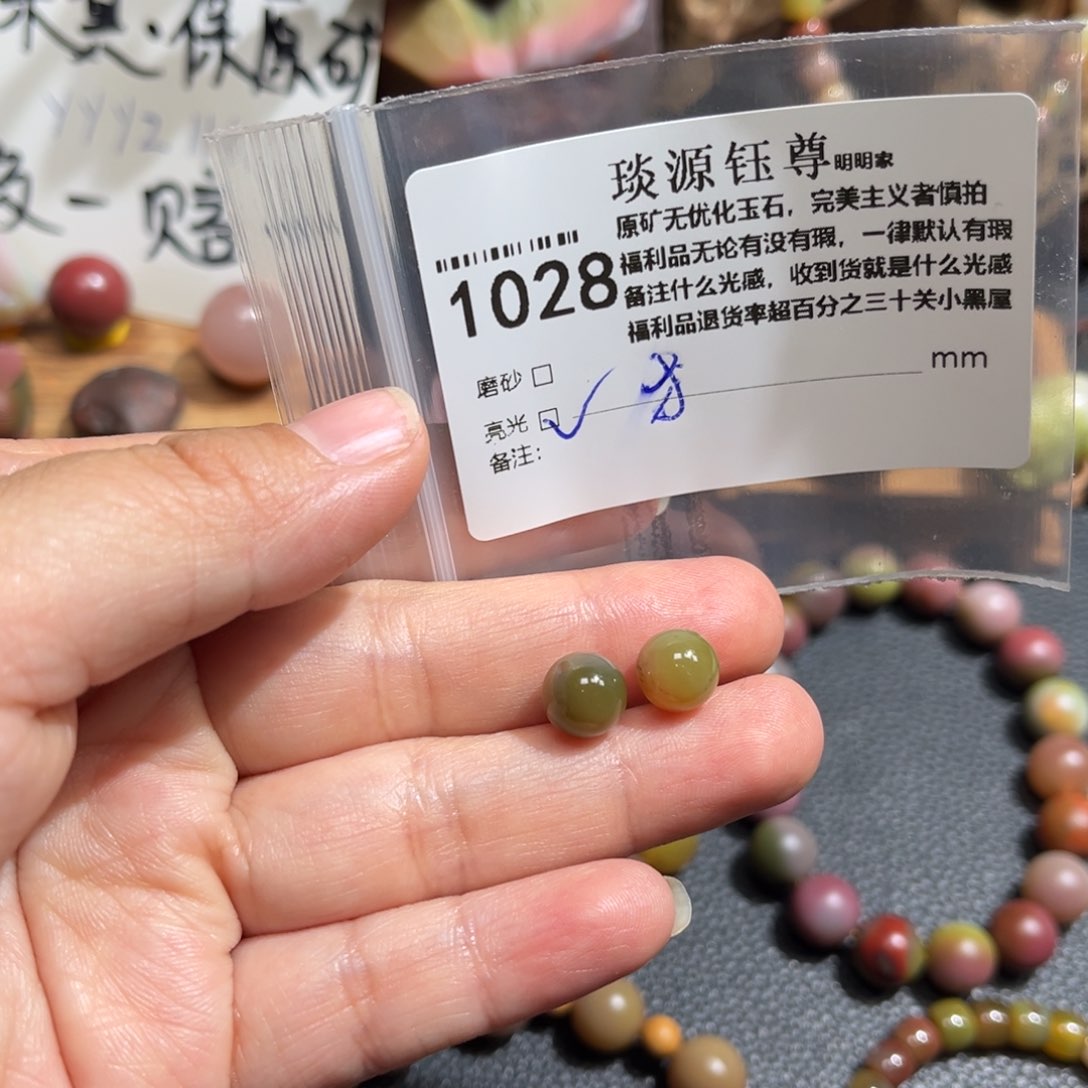 保原矿
琰源钰尊明明家
原矿无优化玉石，完美主义者慎拍
福利品无论有没有瑕，一律默认有瑕
备注什么光感，收到货就是什么光感
福利品退货率超百分之三十关小黑屋
1028
磨砂 □
mm
亮光 □
备注：